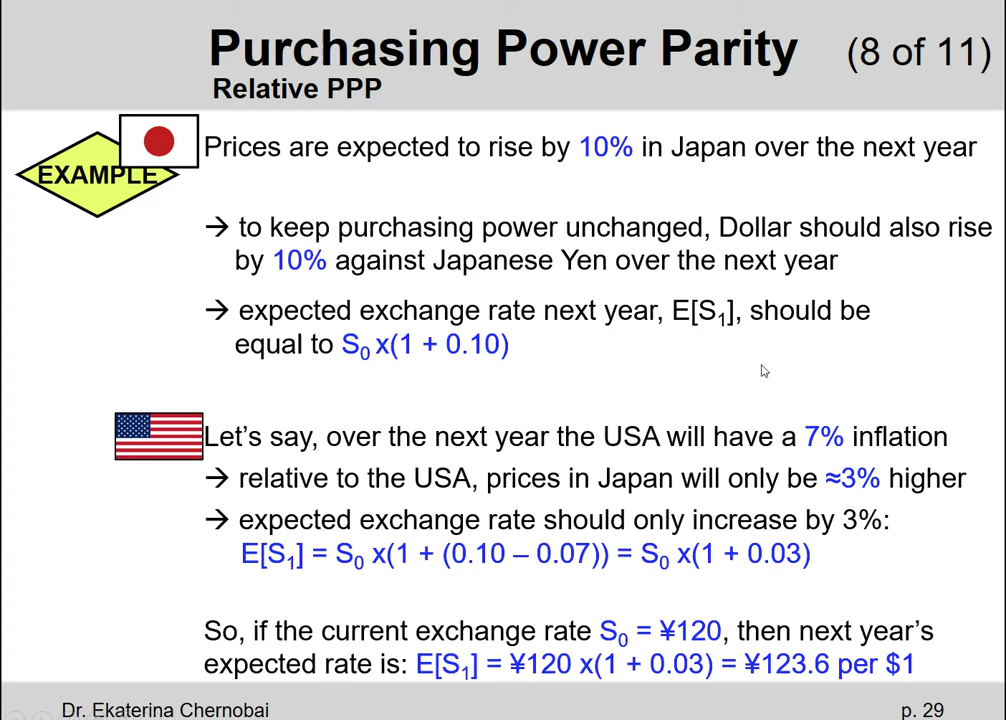 Purchasing Power Parity (8 of 11)
Relative PPP
EXAMPLE
Prices are expected to rise by 10% in Japan over the next year
→ to keep purchasing power unchanged, Dollar should also rise
by 10% against Japanese Yen over the next year
→ expected exchange rate next year, E[S₁], should be
equal to S₀ x(1 + 0.10)
Let’s say, over the next year the USA will have a 7% inflation
→ relative to the USA, prices in Japan will only be ≈3% higher
→ expected exchange rate should only increase by 3%:
E[S₁] = S₀ x(1 + (0.10 – 0.07)) = S₀ x(1 + 0.03)
So, if the current exchange rate S₀ = ¥120, then next year’s
expected rate is: E[S₁] = ¥120 x(1 + 0.03) = ¥123.6 per $1
Dr. Ekaterina Chernobai p. 29